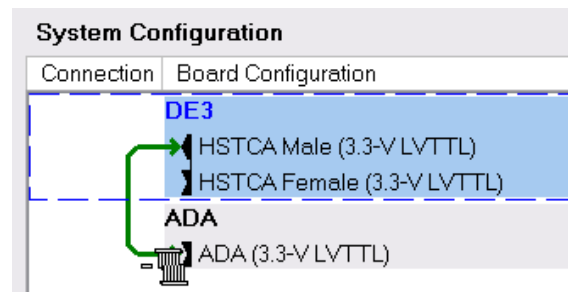 System Configuration
Connection Board Configuration
DE3
HSTCA Male (3.3-V LVTTL)
HSTCA Female (3.3-V LVTTL)
ADA
ADA (3.3-V LVTTL)